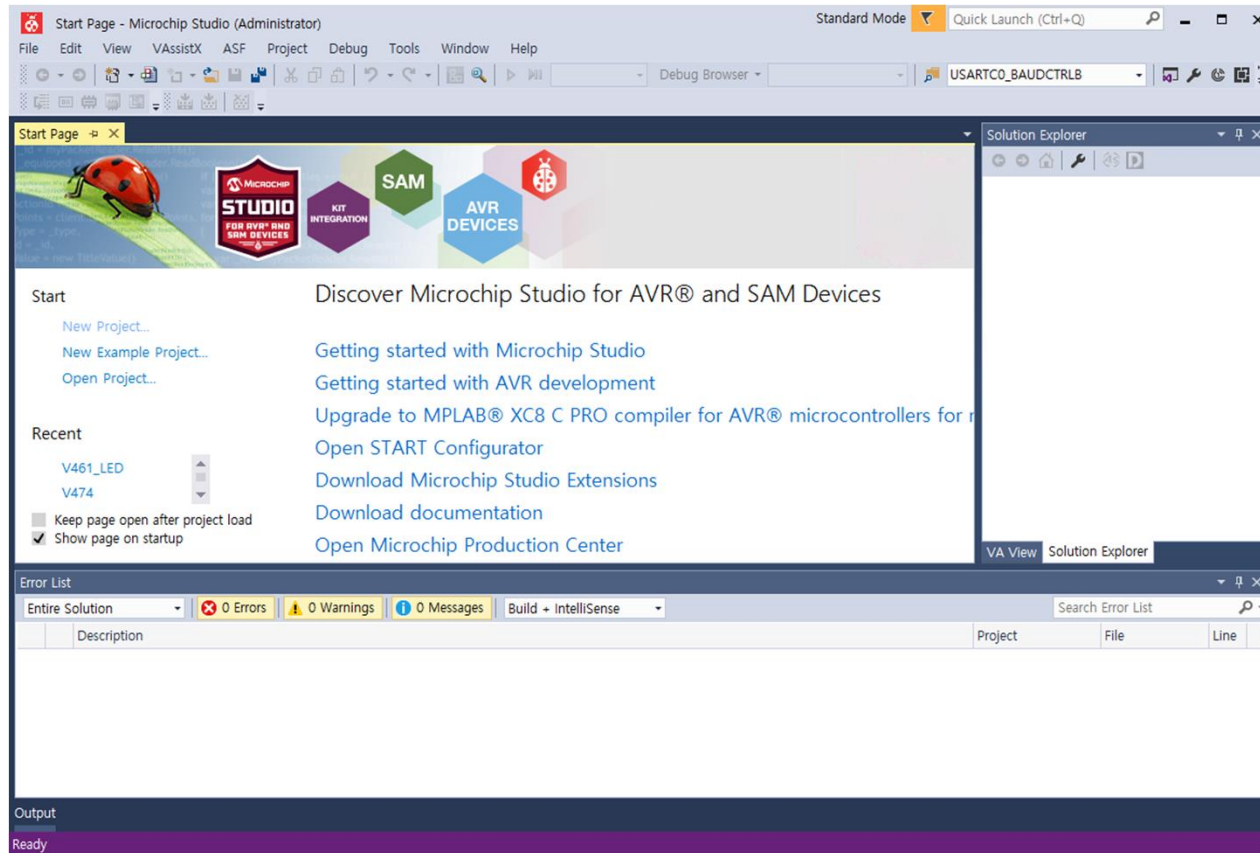 Start Page - Microchip Studio (Administrator)
Standard Mode
Quick Launch (Ctrl+Q)
File Edit View VAssistX ASF Project Debug Tools Window Help
Debug Browser
USARTC0_BAUDCTRLB
Start Page
Solution Explorer
MICROCHIP
STUDIO
FOR AVR® AND
SAM DEVICES
KIT
INTEGRATION
SAM
AVR
DEVICES
Start
New Project...
New Example Project...
Open Project...
Recent
V461_LED
V474
Keep page open after project load
Show page on startup
Discover Microchip Studio for AVR® and SAM Devices
Getting started with Microchip Studio
Getting started with AVR development
Upgrade to MPLAB® XC8 C PRO compiler for AVR® microcontrollers for
Open START Configurator
Download Microchip Studio Extensions
Download documentation
Open Microchip Production Center
VA View Solution Explorer
Error List
Entire Solution 0 Errors 0 Warnings 0 Messages Build + IntelliSense Search Error List
Description Project File Line
Output
Ready